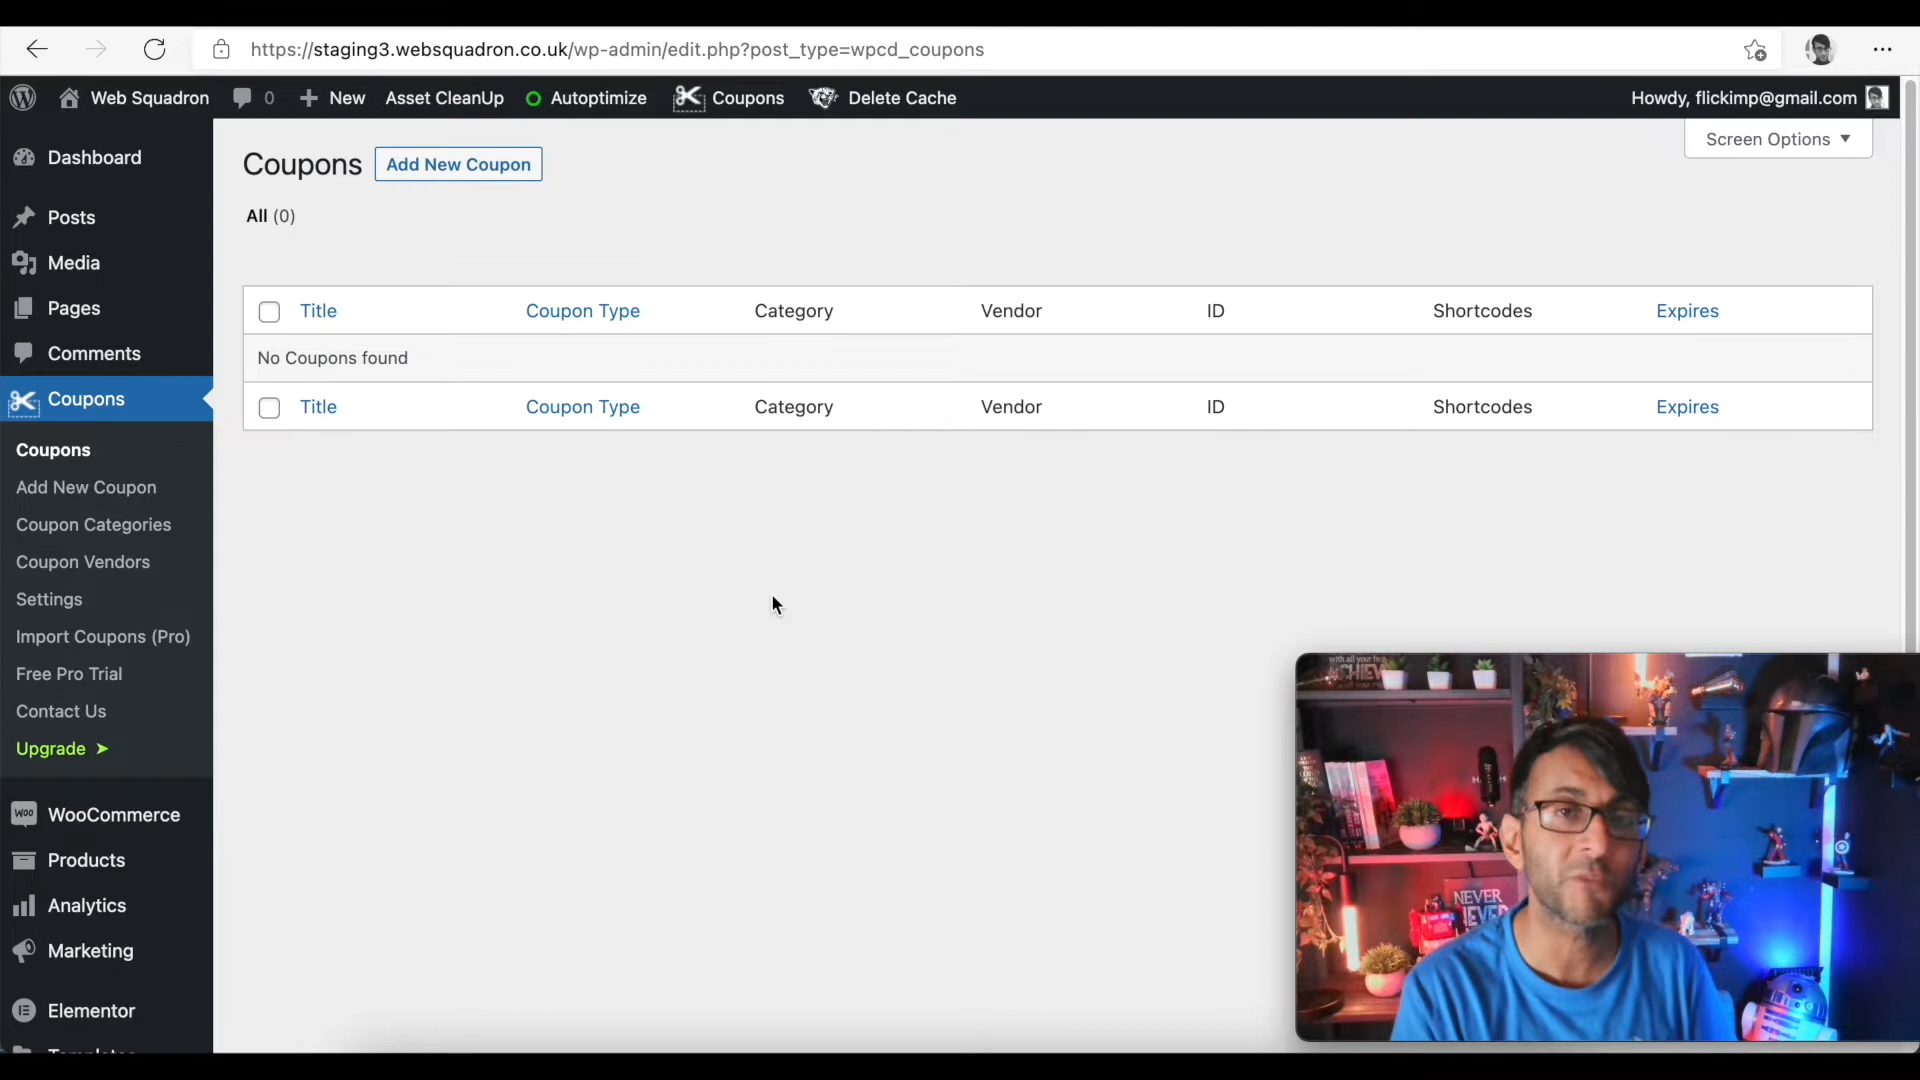 https://staging3.websquadron.co.uk/wp-admin/edit.php?post_type=wpcd_coupons
Web Squadron 0 New Asset CleanUp Autoptimize Coupons Delete Cache Howdy, flickimp@gmail.com
Screen Options
Dashboard
Posts
Media
Pages
Comments
Coupons
Coupons
Add New Coupon
Coupon Categories
Coupon Vendors
Settings
Import Coupons (Pro)
Free Pro Trial
Contact Us
Upgrade
WOO WooCommerce
Products
Analytics
Marketing
Elementor
Coupons Add New Coupon
All (0)
Title Coupon Type Category Vendor ID Shortcodes Expires
No Coupons found
Title Coupon Type Category Vendor ID Shortcodes Expires
with all your
NEVER